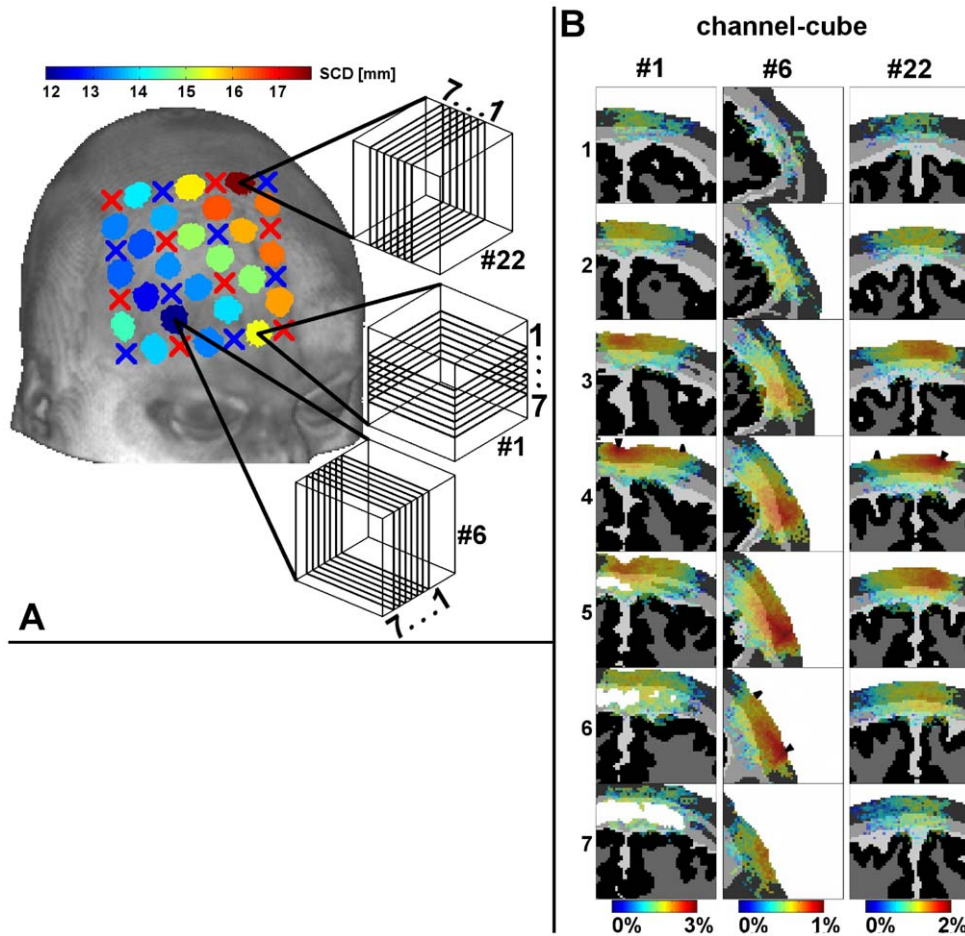 SCD [mm]
12 13 14 15 16 17
7...1
#22
1
.
.
.
.
7
#1
#6
7...1
A
B
channel-cube
#1 #6 #22
1
2
3
4
5
6
7
0% 3% 0% 1% 0% 2%